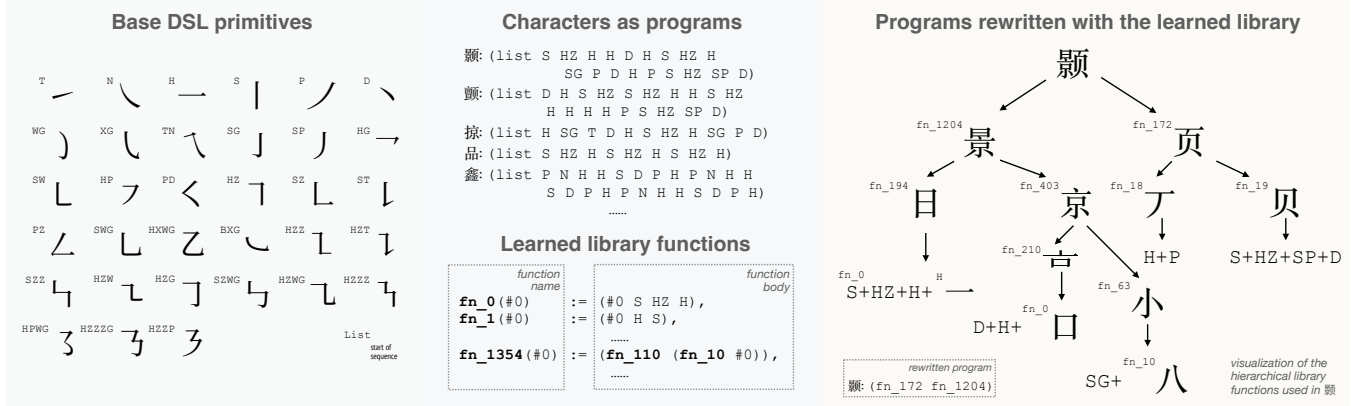 Base DSL primitives
T N H S P D
WG XG TN SG SP HG
SW HP PD HZ SZ ST
PZ SWG HXWG BXG HZZ HZT
SZZ HZW HZG SZWG HZWG HZZZ
HPWG HZZZG HZZP List
start of
sequence
Characters as programs
颢: (list S HZ H H D H S HZ H
SG P D H P S HZ SP D)
颤: (list D H S HZ S HZ H H S HZ
H H H H P S HZ SP D)
掠: (list H SG T D H S HZ H SG P D)
品: (list S HZ H S HZ H S HZ H)
鑫: (list P N H H S D P H P N H H
S D P H P N H H S D P H)
……
Learned library functions
function
name
function
body
fn_0(#0) := (#0 S HZ H),
fn_1(#0) := (#0 H S),
……
fn_1354(#0) := (fn_110 (fn_10 #0)),
……
Programs rewritten with the learned library
颢
fn_1204 景 fn_172 页
fn_194 日 fn_403 京 fn_18 丆 fn_19 贝
fn_210 H+P S+HZ+SP+D
fn_0 S+HZ+H+ H 一 fn_63 小
D+H+ fn_0 口
fn_10
SG+ 八
rewritten program
颢: (fn_172 fn_1204)
visualization of the
hierarchical library
functions used in 颢